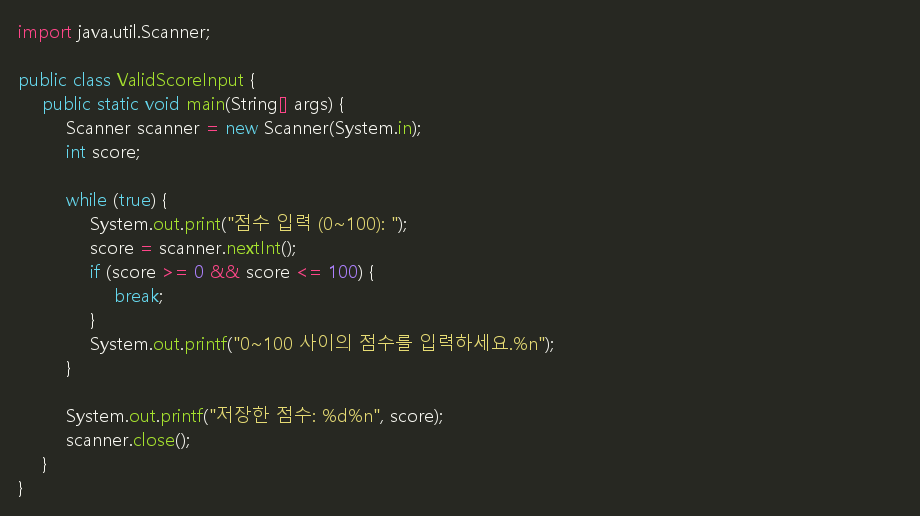 import java.util.Scanner;

public class ValidScoreInput {
    public static void main(String[] args) {
        Scanner scanner = new Scanner(System.in);
        int score;

        while (true) {
            System.out.print("점수 입력 (0~100): ");
            score = scanner.nextInt();
            if (score >= 0 && score <= 100) {
                break;
            }
            System.out.printf("0~100 사이의 점수를 입력하세요.%n");
        }

        System.out.printf("저장한 점수: %d%n", score);
        scanner.close();
    }
}